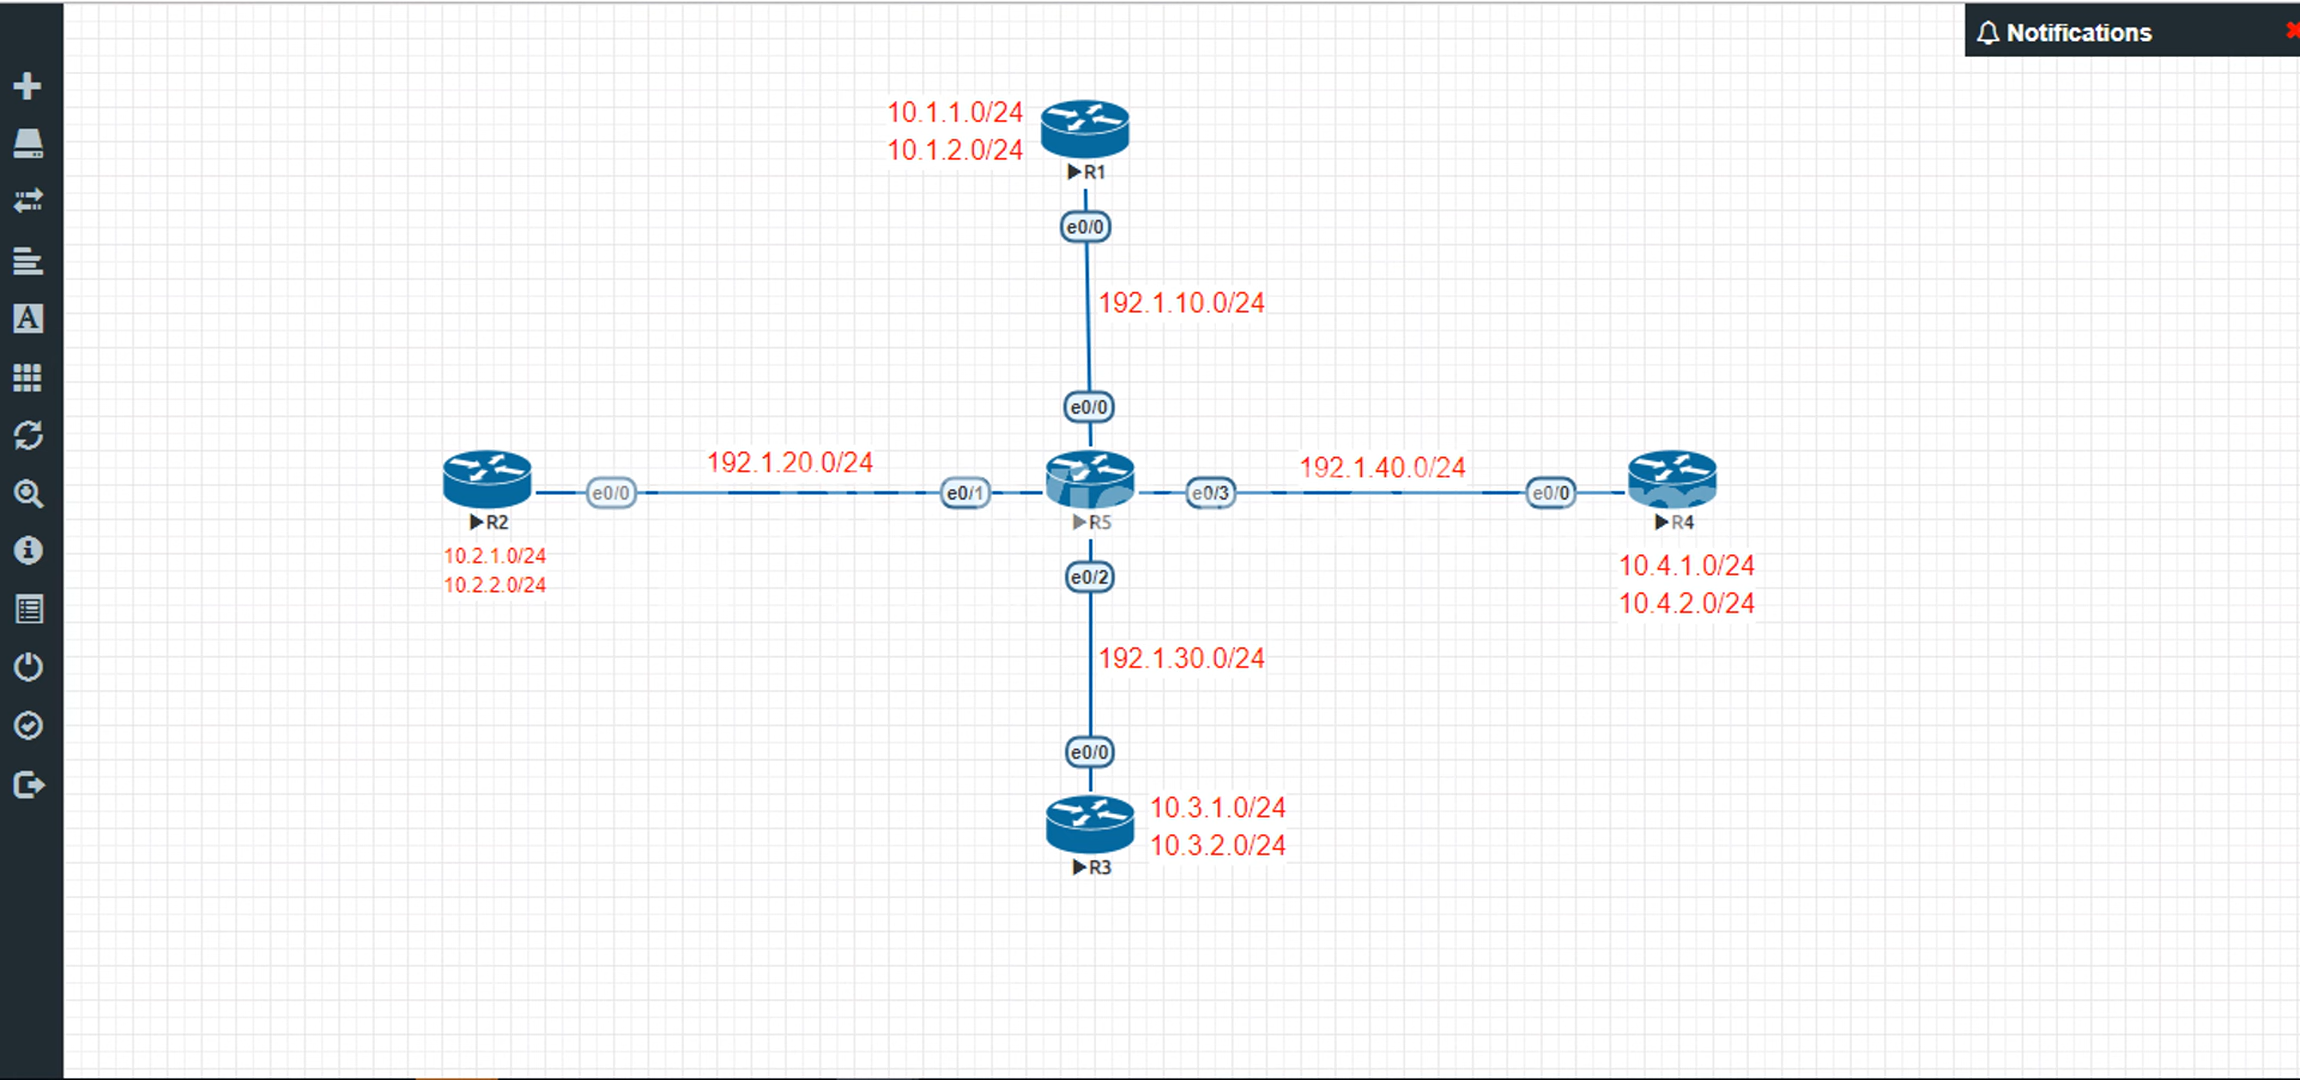 Notifications
10.1.1.0/24
10.1.2.0/24
R1
e0/0
192.1.10.0/24
e0/0
192.1.20.0/24
192.1.40.0/24
e0/0
e0/1
e0/3
e0/0
R2
R5
R4
10.2.1.0/24
10.2.2.0/24
e0/2
10.4.1.0/24
10.4.2.0/24
192.1.30.0/24
e0/0
10.3.1.0/24
10.3.2.0/24
R3